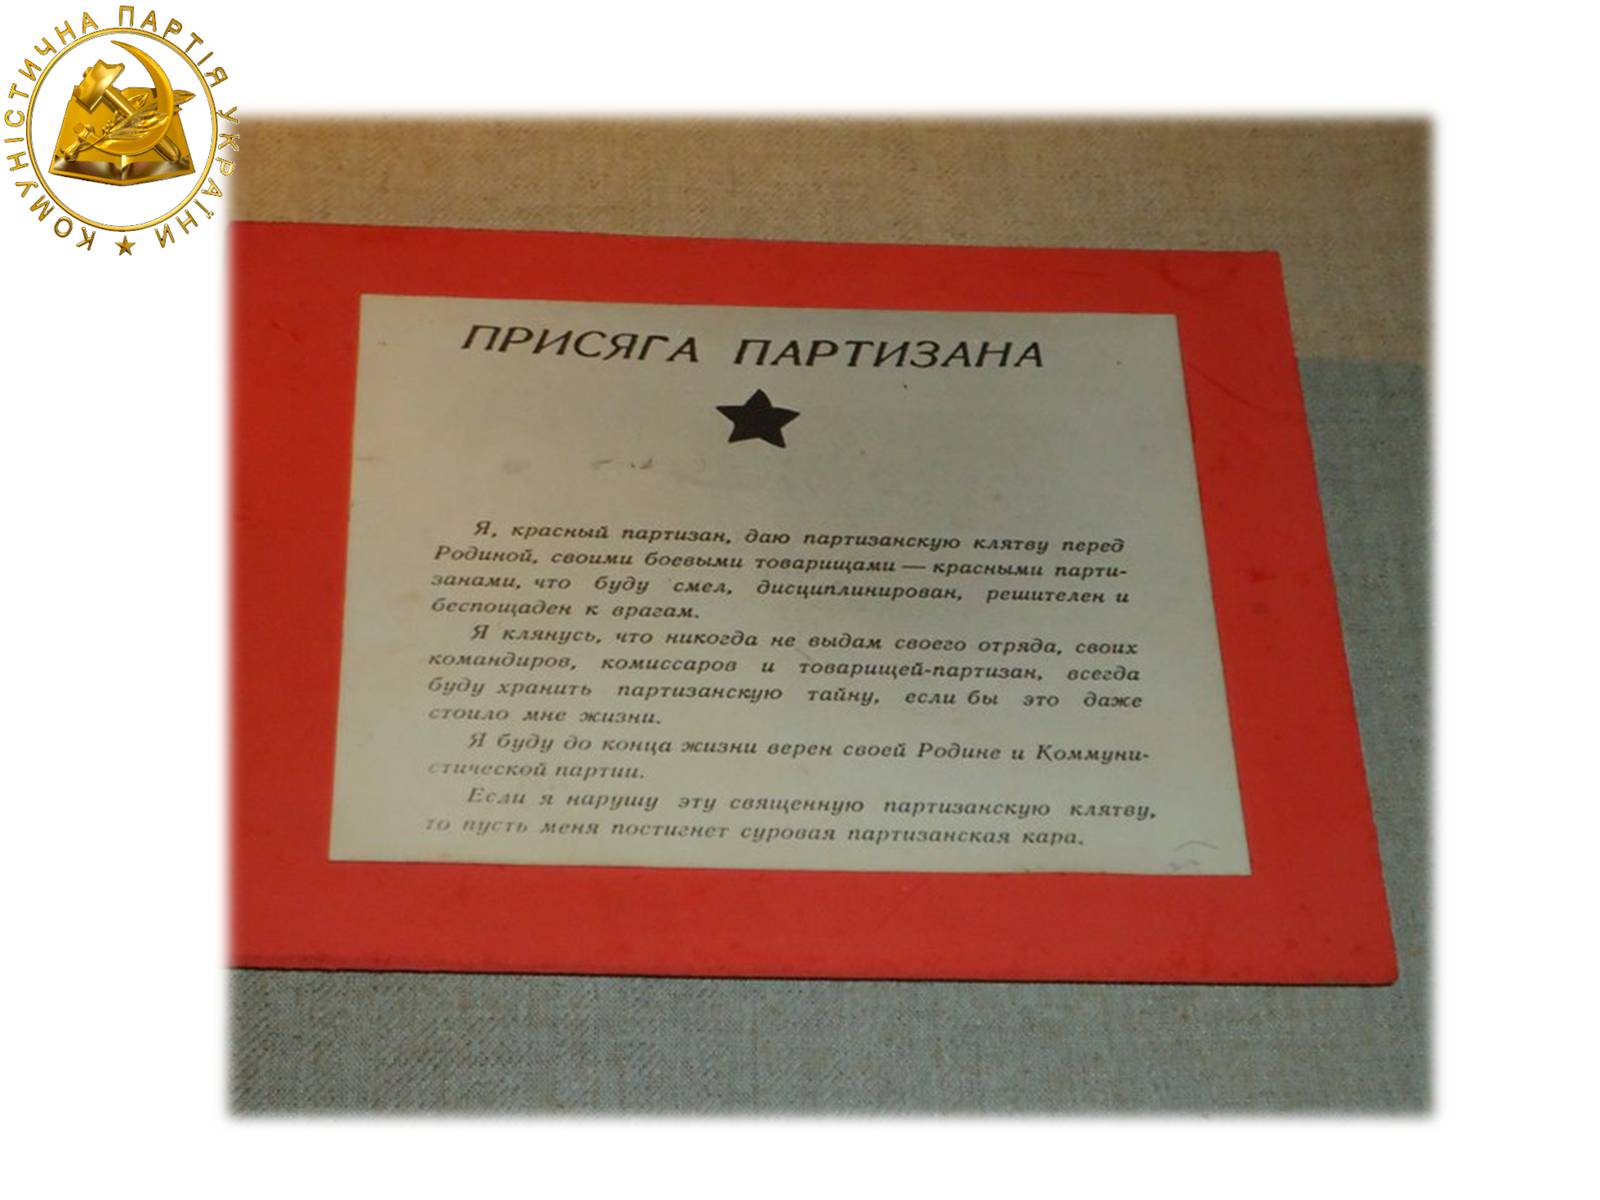 КОМУНІСТИЧНА ПАРТІЯ УКРАЇНИ
ПРИСЯГА ПАРТИЗАНА
Я, красный партизан, даю партизанскую клятву перед
Родиной, своими боевыми товарищами — красными парти-
занами, что буду смел, дисциплинирован, решителен и
беспощаден к врагам.
Я клянусь, что никогда не выдам своего отряда, своих
командиров, комиссаров и товарищей-партизан, всегда
буду хранить партизанскую тайну, если бы это даже
стоило мне жизни.
Я буду до конца жизни верен своей Родине и Коммуни-
стической партии.
Если я нарушу эту священную партизанскую клятву,
то пусть меня постигнет суровая партизанская кара.